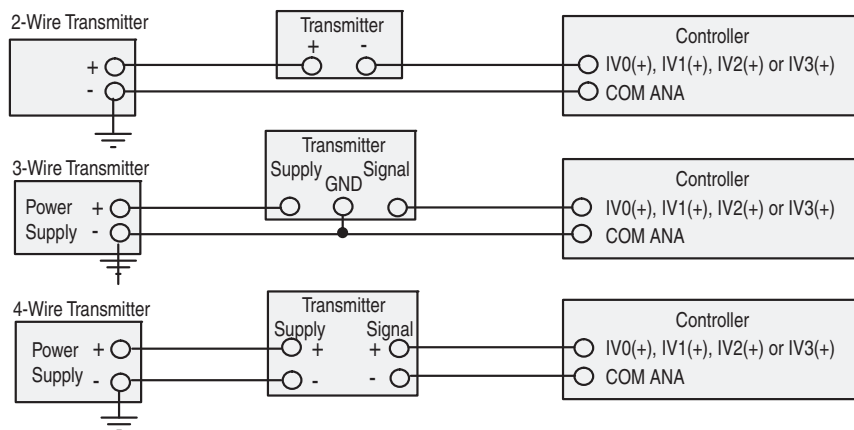 2-Wire Transmitter
Transmitter
+ -
Controller
+
-
IV0(+), IV1(+), IV2(+) or IV3(+)
COM ANA
3-Wire Transmitter
Transmitter
Supply GND Signal
Controller
Power Supply + -
IV0(+), IV1(+), IV2(+) or IV3(+)
COM ANA
4-Wire Transmitter
Transmitter
Supply Signal
Controller
Power Supply + -
+ +
- -
IV0(+), IV1(+), IV2(+) or IV3(+)
COM ANA